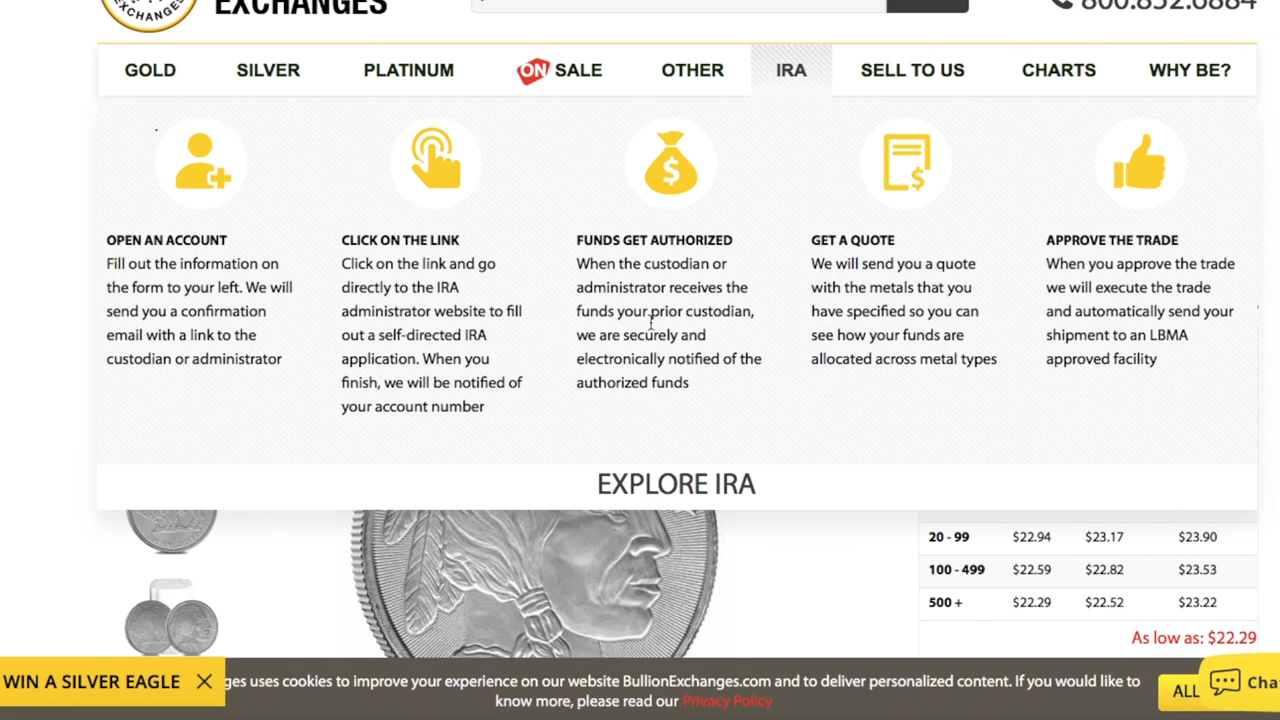 EXCHANGES
EXCHANGES
800.852.6884
GOLD SILVER PLATINUM ON SALE OTHER IRA SELL TO US CHARTS WHY BE?
OPEN AN ACCOUNT
Fill out the information on
the form to your left. We will
send you a confirmation
email with a link to the
custodian or administrator
CLICK ON THE LINK
Click on the link and go
directly to the IRA
administrator website to fill
out a self-directed IRA
application. When you
finish, we will be notified of
your account number
FUNDS GET AUTHORIZED
When the custodian or
administrator receives the
funds your prior custodian,
we are securely and
electronically notified of the
authorized funds
GET A QUOTE
We will send you a quote
with the metals that you
have specified so you can
see how your funds are
allocated across metal types
APPROVE THE TRADE
When you approve the trade
we will execute the trade
and automatically send your
shipment to an LBMA
approved facility
EXPLORE IRA
20 - 99 $22.94 $23.17 $23.90
100 - 499 $22.59 $22.82 $23.53
500 + $22.29 $22.52 $23.22
As low as: $22.29
WIN A SILVER EAGLE
ges uses cookies to improve your experience on our website BullionExchanges.com and to deliver personalized content. If you would like to
know more, please read our Privacy Policy
ALL
Cha